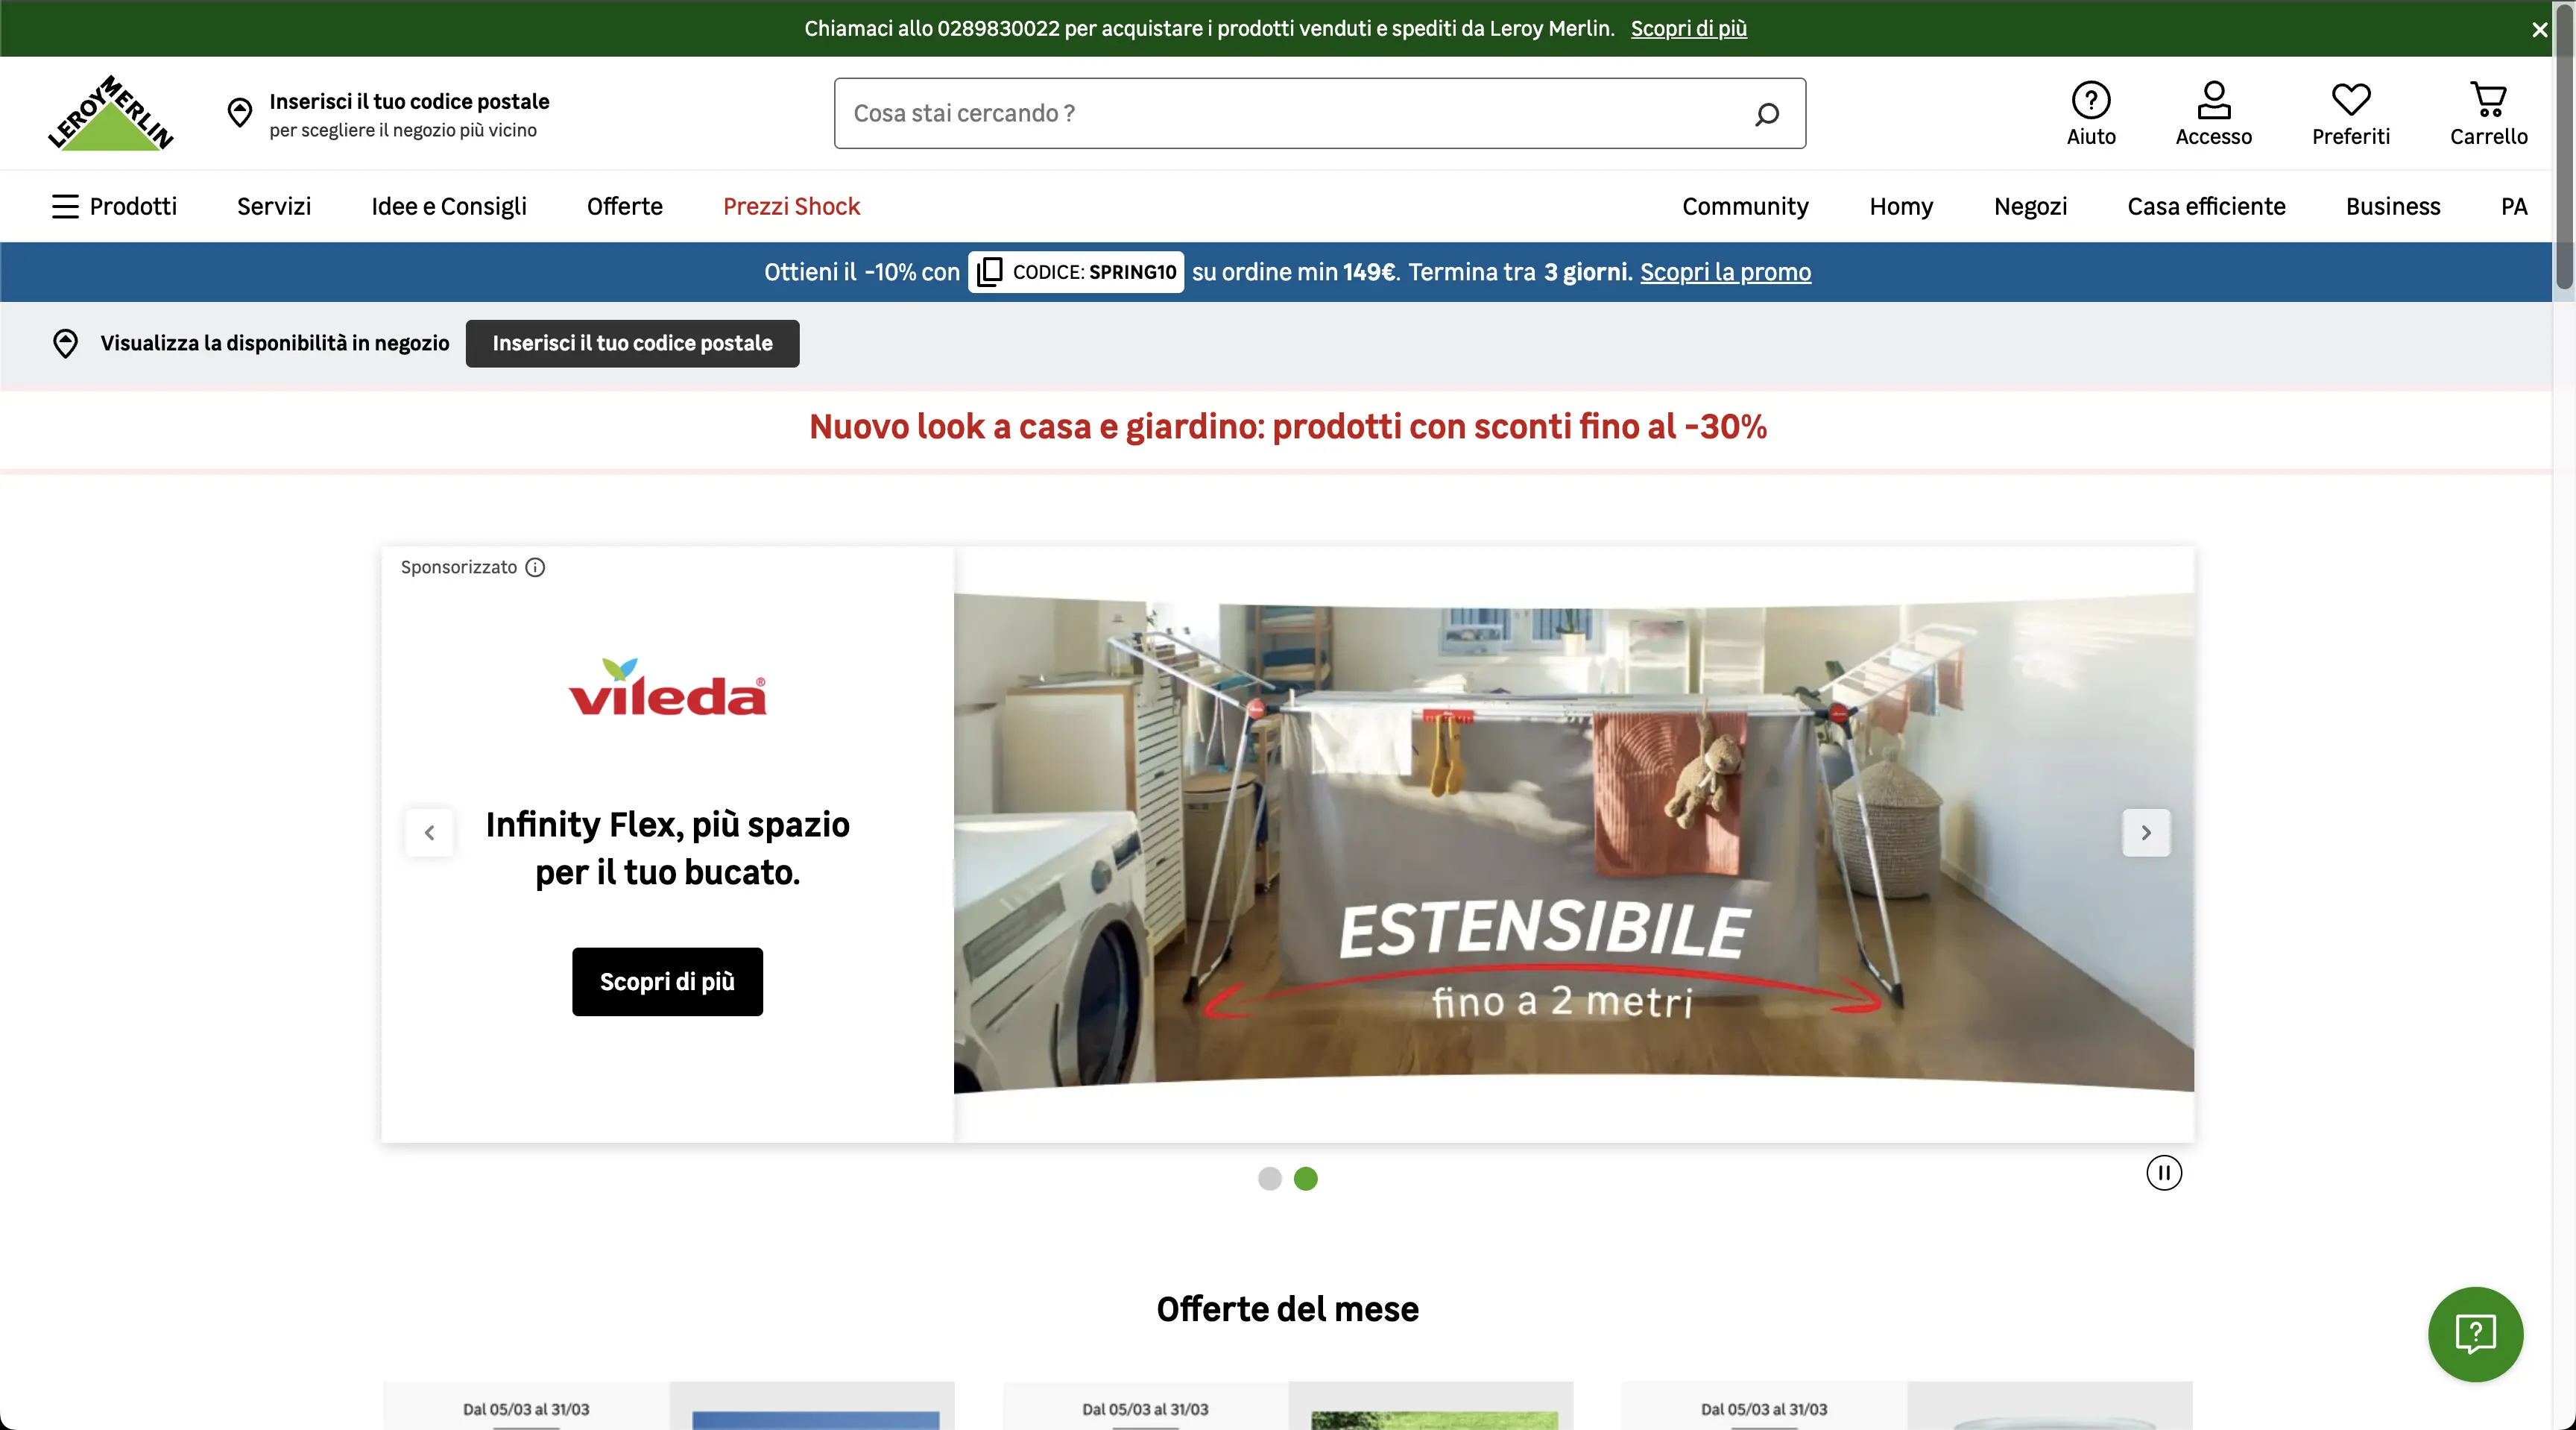 Chiamaci allo 0289830022 per acquistare i prodotti venduti e spediti da Leroy Merlin. Scopri di più
LEROY MERLIN
Inserisci il tuo codice postale
per scegliere il negozio più vicino
Cosa stai cercando ?
Aiuto
Accesso
Preferiti
Carrello
Prodotti
Servizi
Idee e Consigli
Offerte
Prezzi Shock
Community
Homy
Negozi
Casa efficiente
Business
PA
Ottieni il -10% con CODICE: SPRING10 su ordine min 149€. Termina tra 3 giorni. Scopri la promo
Visualizza la disponibilità in negozio
Inserisci il tuo codice postale
Nuovo look a casa e giardino: prodotti con sconti fino al -30%
Sponsorizzato
vileda®
Infinity Flex, più spazio
per il tuo bucato.
Scopri di più
ESTENSIBILE
fino a 2 metri
Offerte del mese
Dal 05/03 al 31/03
Dal 05/03 al 31/03
Dal 05/03 al 31/03